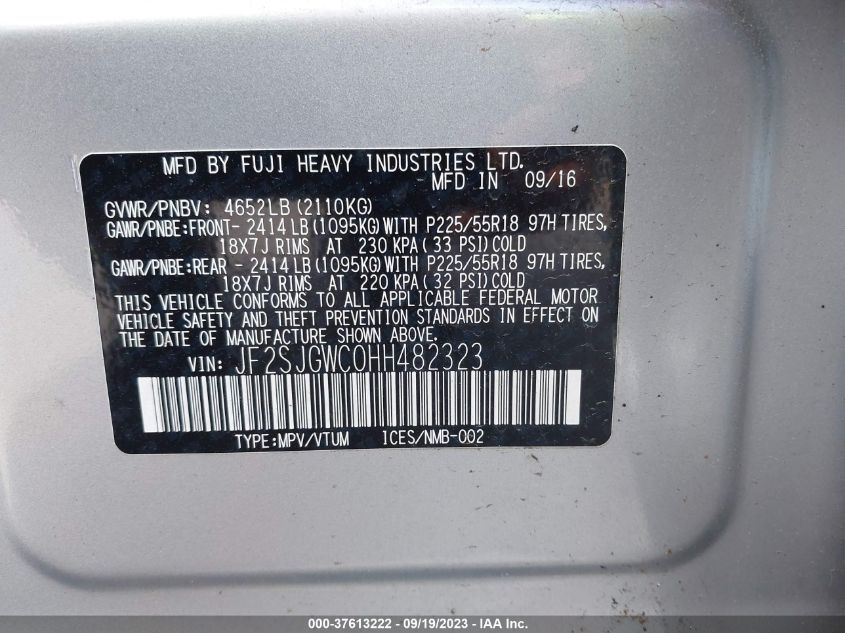 MFD BY FUJI HEAVY INDUSTRIES LTD.
MFD IN 09/16
GVWR/PNBV: 4652LB (2110KG)
GAWR/PNBE:FRONT- 2414LB (1095KG) WITH P225/55R18 97H TIRES,
18X7J RIMS AT 230 KPA ( 33 PSI) COLD
GAWR/PNBE:REAR - 2414LB (1095KG) WITH P225/55R18 97H TIRES,
18X7J RIMS AT 220 KPA ( 32 PSI) COLD
THIS VEHICLE CONFORMS TO ALL APPLICABLE FEDERAL MOTOR
VEHICLE SAFETY AND THEFT PREVENTION STANDARDS IN EFFECT ON
THE DATE OF MANUFACTURE SHOWN ABOVE.
VIN: JF2SJGWC0HH482323
TYPE:MPV/VTUM ICES/NMB-002
000-37613222 - 09/19/2023 - IAA Inc.